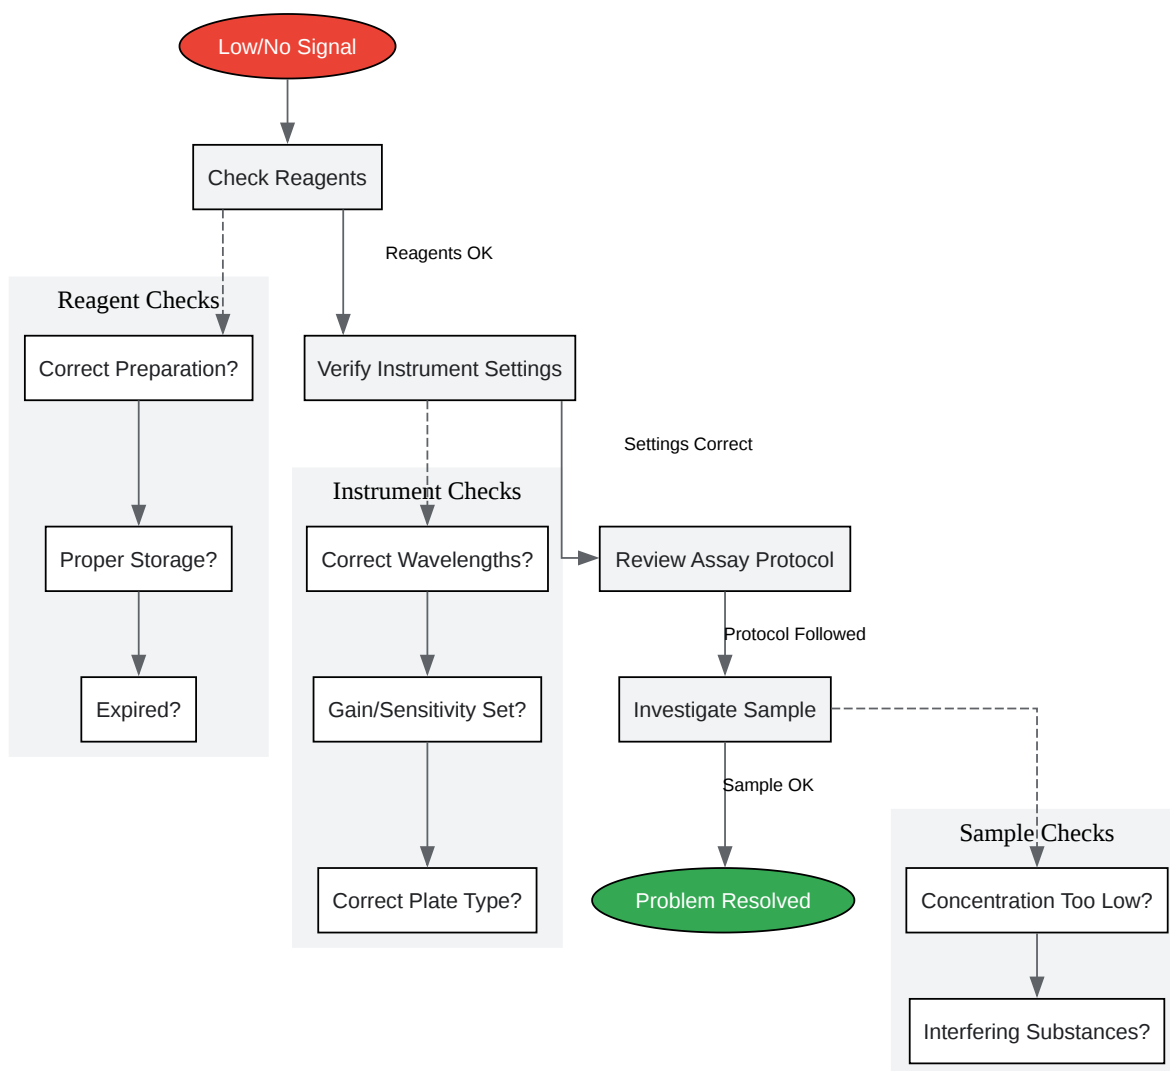 Low/No Signal
Check Reagents
Reagents OK
Reagent Checks
Correct Preparation?
Verify Instrument Settings
Settings Correct
Instrument Checks
Proper Storage?
Correct Wavelengths?
Review Assay Protocol
Protocol Followed
Expired?
Gain/Sensitivity Set?
Investigate Sample
Sample OK
Sample Checks
Correct Plate Type?
Problem Resolved
Concentration Too Low?
Interfering Substances?